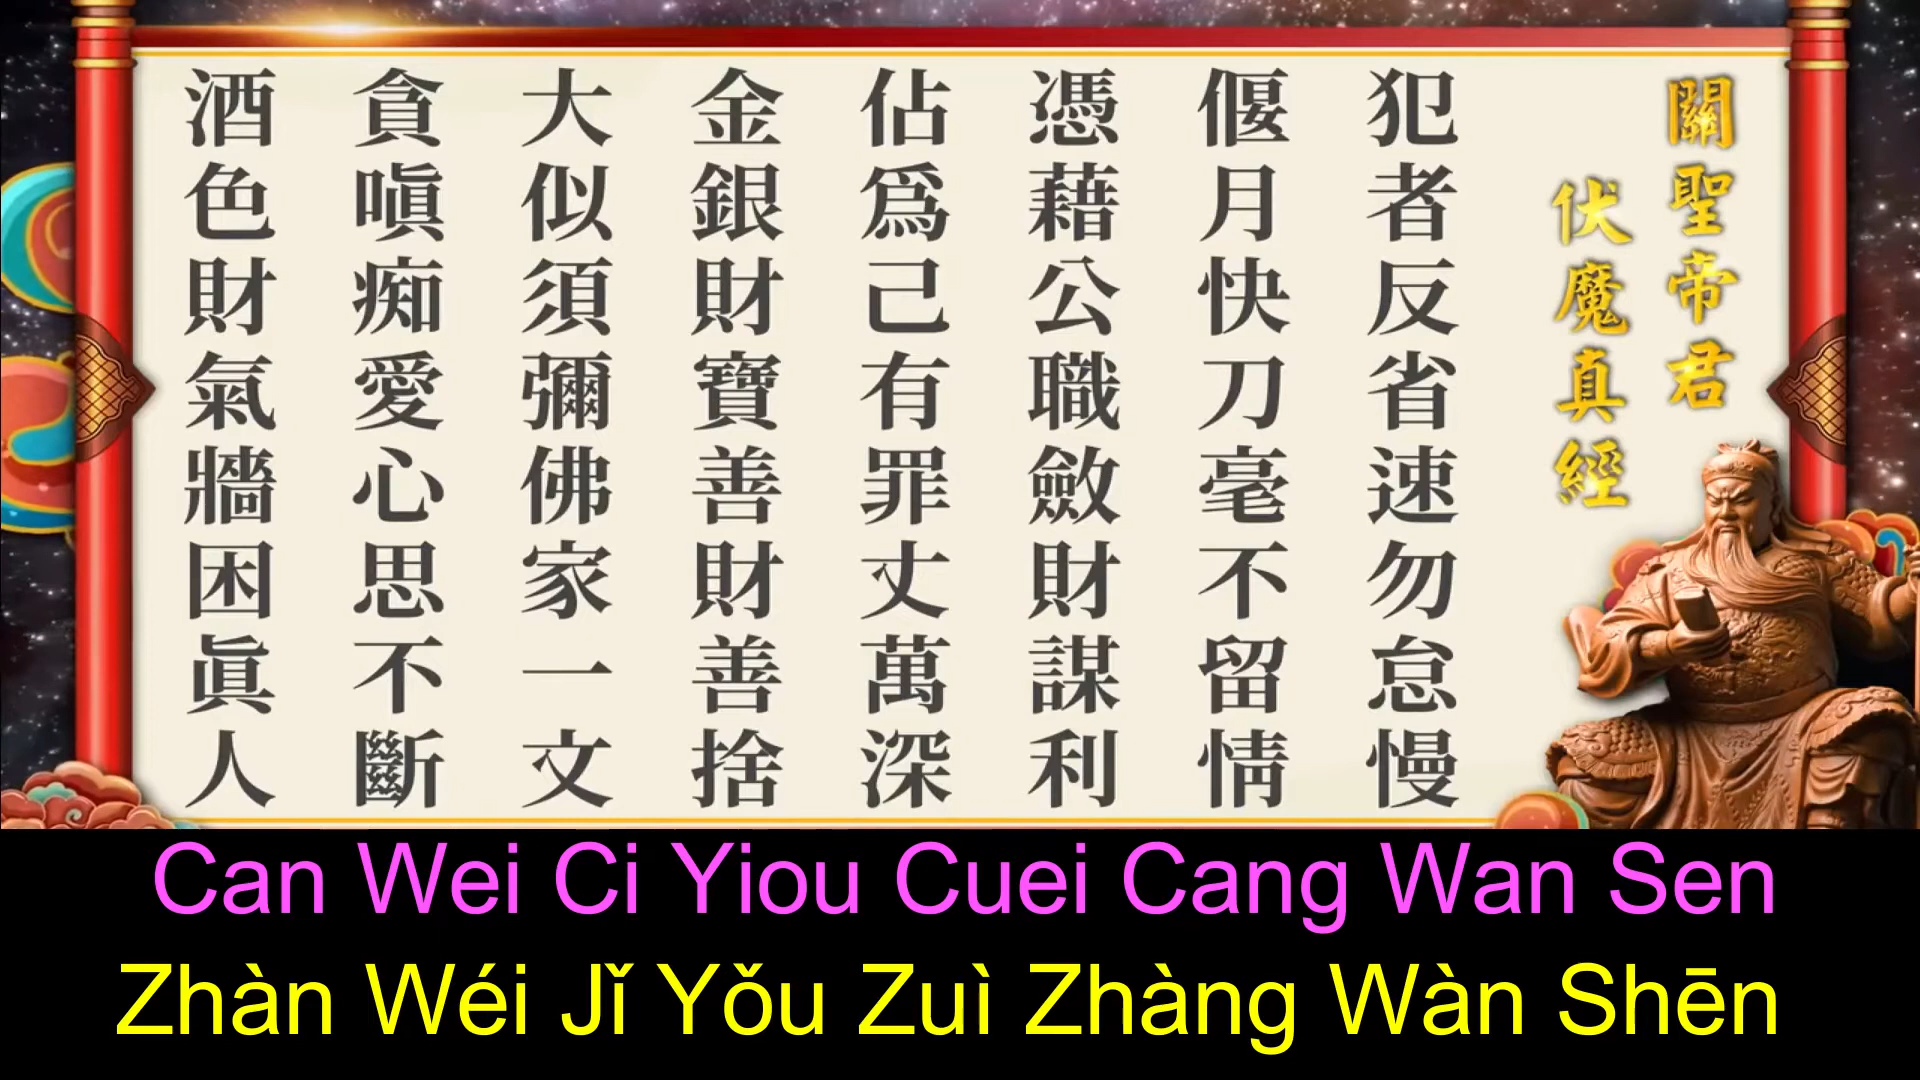 關聖帝君
伏魔真經
犯者反省速勿怠慢
偃月快刀毫不留情
憑藉公職斂財謀利
佔爲己有罪丈萬深
金銀財寶善財善捨
大似須彌佛家一文
貪嗔痴愛心思不斷
酒色財氣牆困眞人
Can Wei Ci Yiou Cuei Cang Wan Sen
Zhàn Wéi Jǐ Yǒu Zuì Zhàng Wàn Shēn